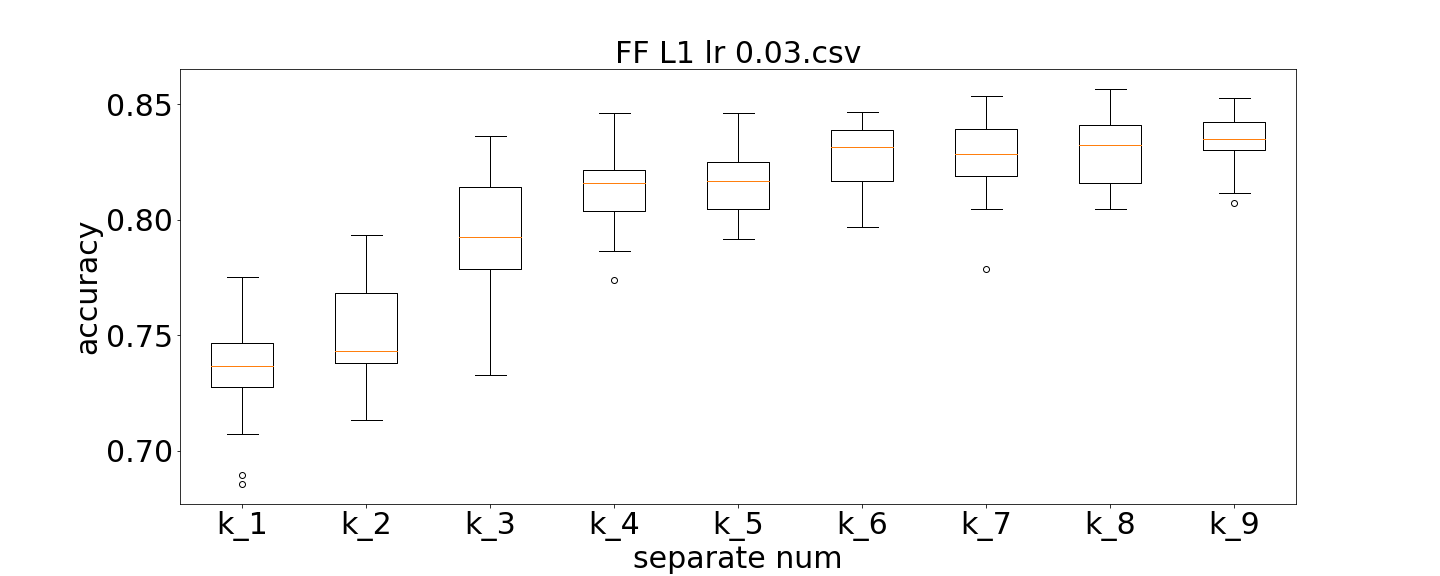 FF L1 lr 0.03.csv
0.85
0.80
0.75
0.70
accuracy
k_1 k_2 k_3 k_4 k_5 k_6 k_7 k_8 k_9
separate num